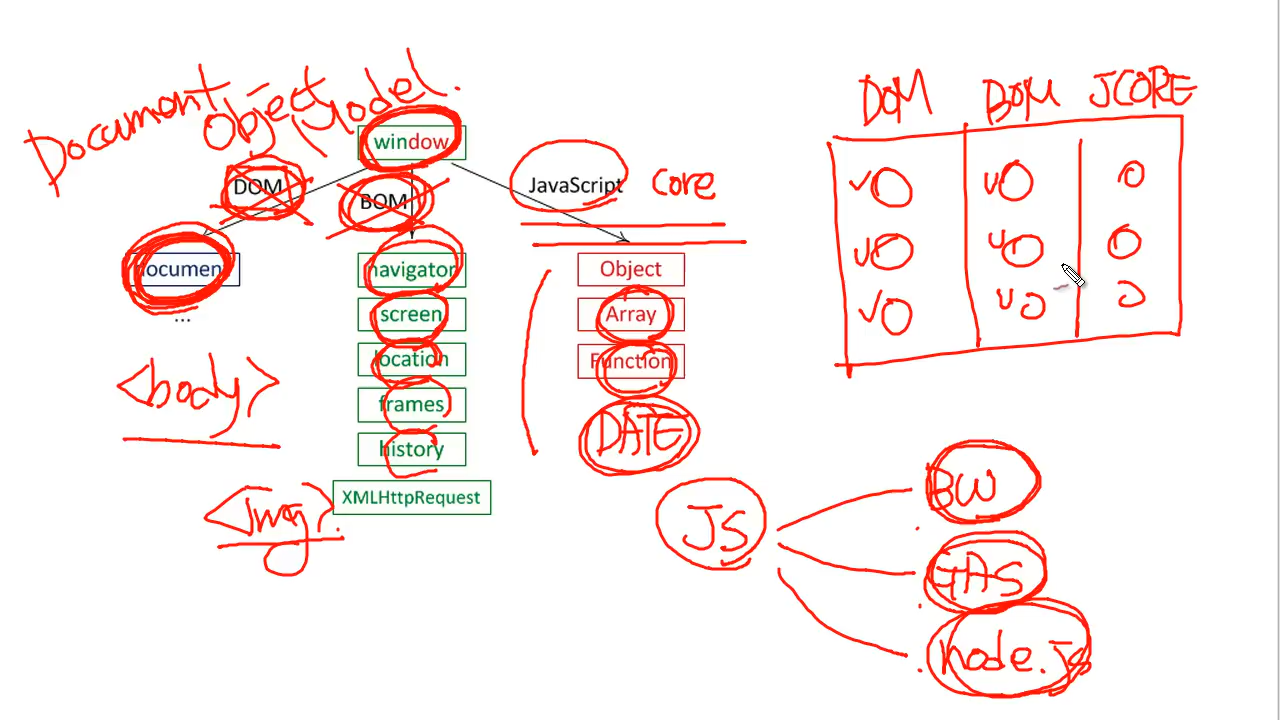 Document Object Model.
window
DOM
BOM
JavaScript core
document
...
navigator
screen
location
frames
history
XMLHttpRequest
Object
Array
Function
DATE
<body>
<img>
DOM BOM JCORE
JS
BW
GAS
node.js